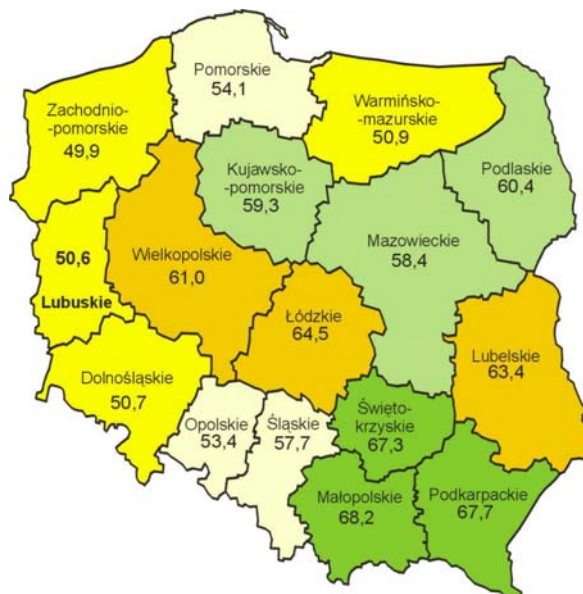 Pomorskie
54,1
Zachodnio-
-pomorskie
49,9
Warmińsko-
-mazurskie
50,9
Kujawsko-
-pomorskie
59,3
Podlaskie
60,4
Mazowieckie
58,4
50,6
Lubuskie
Wielkopolskie
61,0
Łódzkie
64,5
Lubelskie
63,4
Dolnośląskie
50,7
Opolskie
53,4
Śląskie
57,7
Święto-
krzyskie
67,3
Małopolskie
68,2
Podkarpackie
67,7